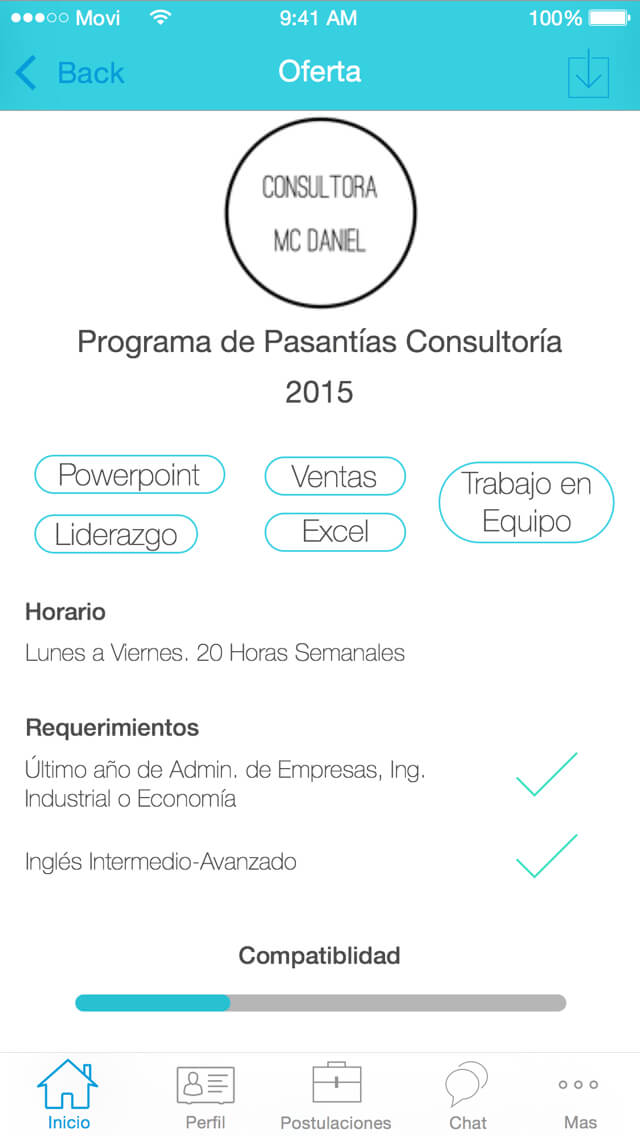 Movi 9:41 AM 100%
Back Oferta
CONSULTORA
MC DANIEL
Programa de Pasantías Consultoría
2015
Powerpoint Ventas Trabajo en
Equipo
Liderazgo Excel
Horario
Lunes a Viernes. 20 Horas Semanales
Requerimientos
Último año de Admin. de Empresas, Ing.
Industrial o Economía
Inglés Intermedio-Avanzado
Compatiblidad
Inicio Perfil Postulaciones Chat Mas